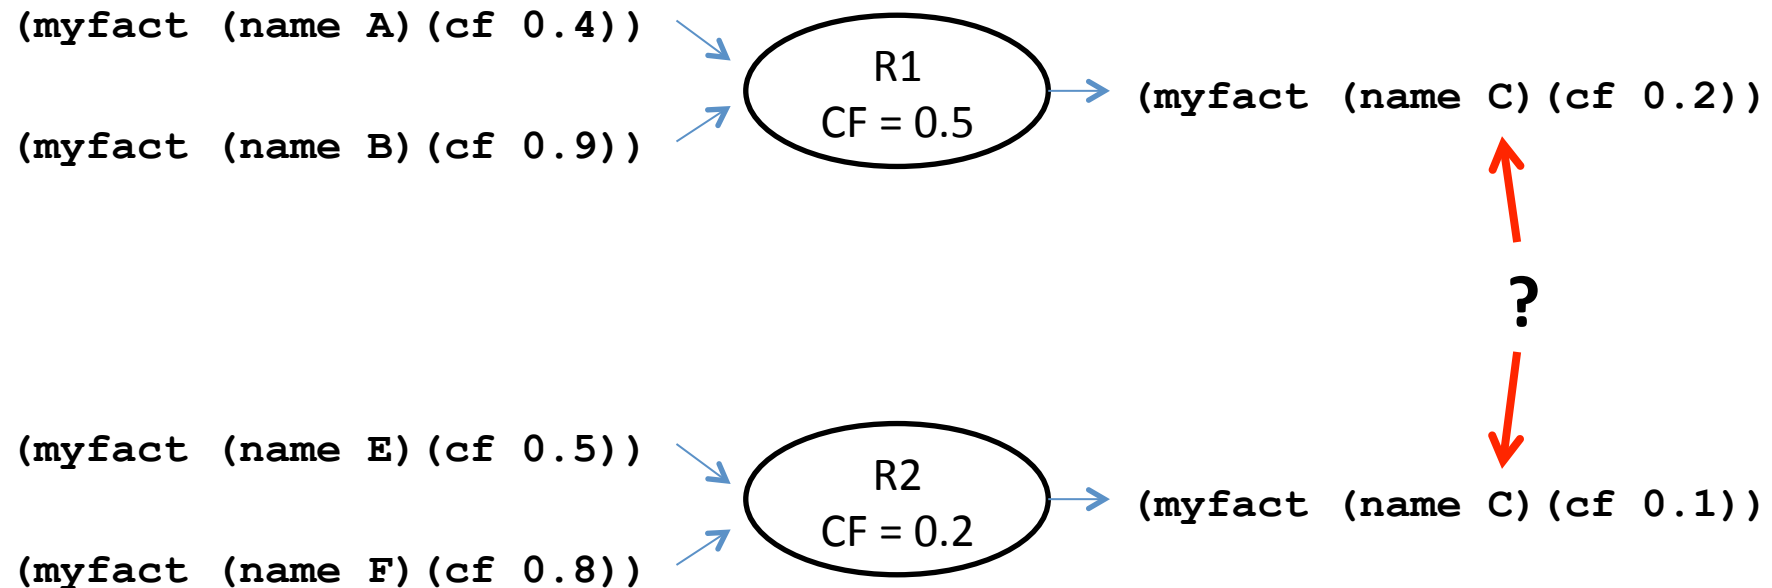 (myfact (name A)(cf 0.4))
(myfact (name B)(cf 0.9))
R1
CF = 0.5
(myfact (name C)(cf 0.2))
?
(myfact (name E)(cf 0.5))
(myfact (name F)(cf 0.8))
R2
CF = 0.2
(myfact (name C)(cf 0.1))